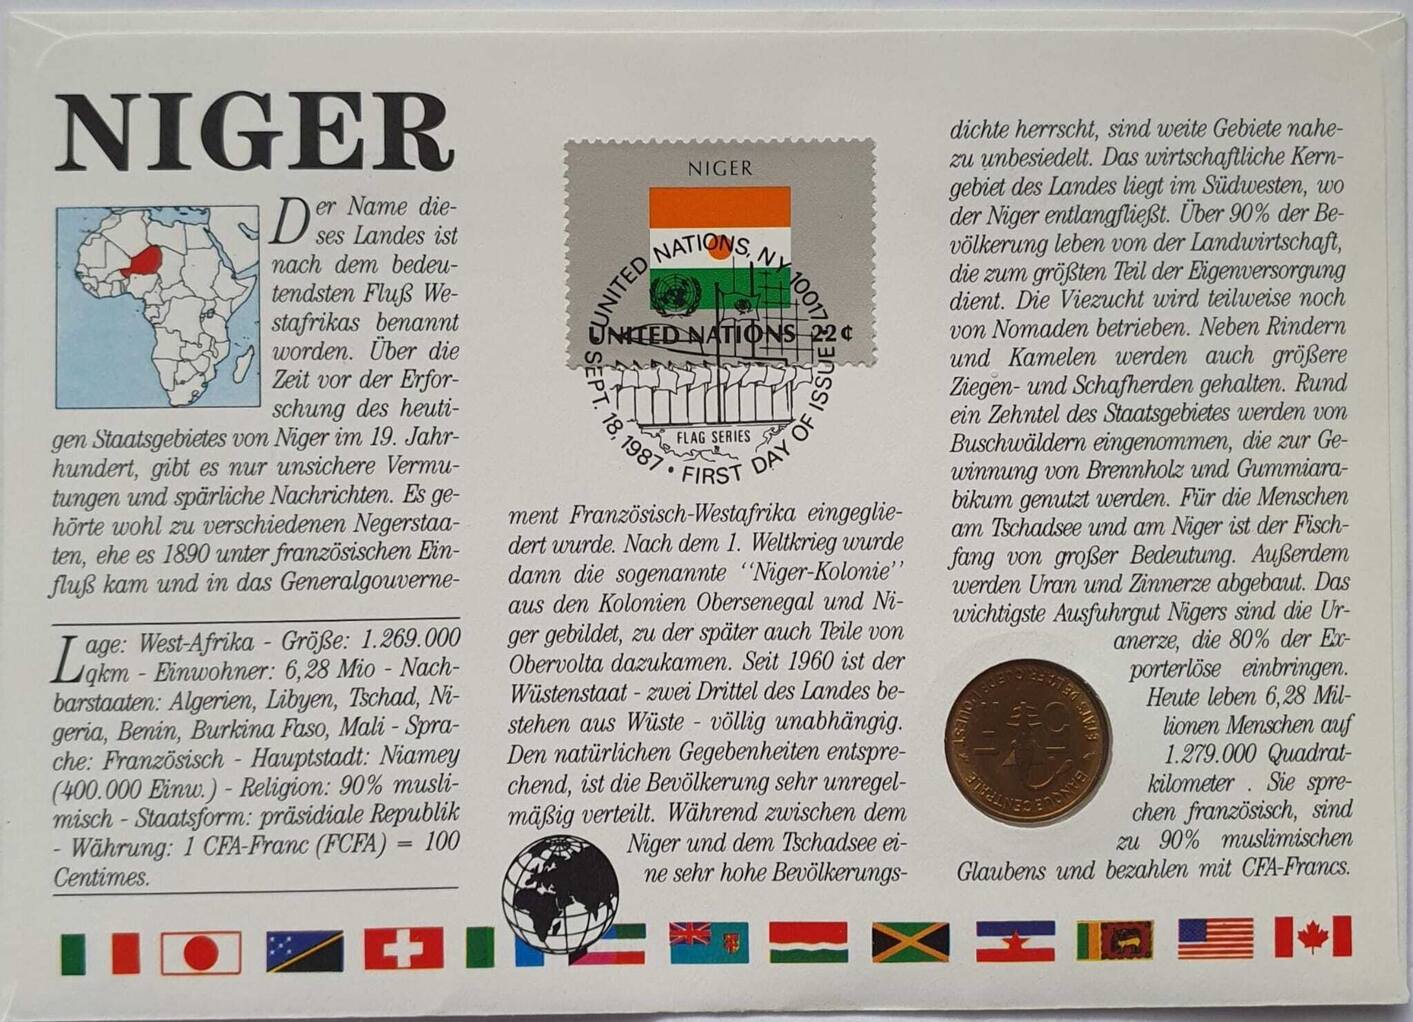 NIGER
Der Name die-
ses Landes ist
nach dem bedeu-
tendsten Fluß We-
stafrikas benannt
worden. Über die
Zeit vor der Erfor-
schung des heuti-
gen Staatsgebietes von Niger im 19. Jahr-
hundert, gibt es nur unsichere Vermu-
tungen und spärliche Nachrichten. Es ge-
hörte wohl zu verschiedenen Negerstaa-
ten, ehe es 1890 unter französischen Ein-
fluß kam und in das Generalgouverne-
Lage: West-Afrika - Größe: 1.269.000
qkm - Einwohner: 6,28 Mio - Nach-
barstaaten: Algerien, Libyen, Tschad, Ni-
geria, Benin, Burkina Faso, Mali - Spra-
che: Französisch - Hauptstadt: Niamey
(400.000 Einw.) - Religion: 90% musli-
misch - Staatsform: präsidiale Republik
- Währung: 1 CFA-Franc (FCFA) = 100
Centimes.
NIGER
UNITED NATIONS 22¢
UNITED NATIONS, NY 10017
SEPT. 18, 1987 • FIRST DAY OF ISSUE
FLAG SERIES
ment Französisch-Westafrika eingeglie-
dert wurde. Nach dem 1. Weltkrieg wurde
dann die sogenannte ‘‘Niger-Kolonie’’
aus den Kolonien Obersenegal und Ni-
ger gebildet, zu der später auch Teile von
Obervolta dazukamen. Seit 1960 ist der
Wüstenstaat - zwei Drittel des Landes be-
stehen aus Wüste - völlig unabhängig.
Den natürlichen Gegebenheiten entspre-
chend, ist die Bevölkerung sehr unregel-
mäßig verteilt. Während zwischen dem
Niger und dem Tschadsee ei-
ne sehr hohe Bevölkerungs-
dichte herrscht, sind weite Gebiete nahe-
zu unbesiedelt. Das wirtschaftliche Kern-
gebiet des Landes liegt im Südwesten, wo
der Niger entlangfließt. Über 90% der Be-
völkerung leben von der Landwirtschaft,
die zum größten Teil der Eigenversorgung
dient. Die Viezucht wird teilweise noch
von Nomaden betrieben. Neben Rindern
und Kamelen werden auch größere
Ziegen- und Schafherden gehalten. Rund
ein Zehntel des Staatsgebietes werden von
Buschwäldern eingenommen, die zur Ge-
winnung von Brennholz und Gummiara-
bikum genutzt werden. Für die Menschen
am Tschadsee und am Niger ist der Fisch-
fang von großer Bedeutung. Außerdem
werden Uran und Zinnerze abgebaut. Das
wichtigste Ausfuhrgut Nigers sind die Ur-
anerze, die 80% der Ex-
porterlöse einbringen.
Heute leben 6,28 Mil-
lionen Menschen auf
1.279.000 Quadrat-
kilometer . Sie spre-
chen französisch, sind
zu 90% muslimischen
Glaubens und bezahlen mit CFA-Francs.
BANQUE CENTRALE
ETATS DE L'AFRIQUE DE L'OUEST